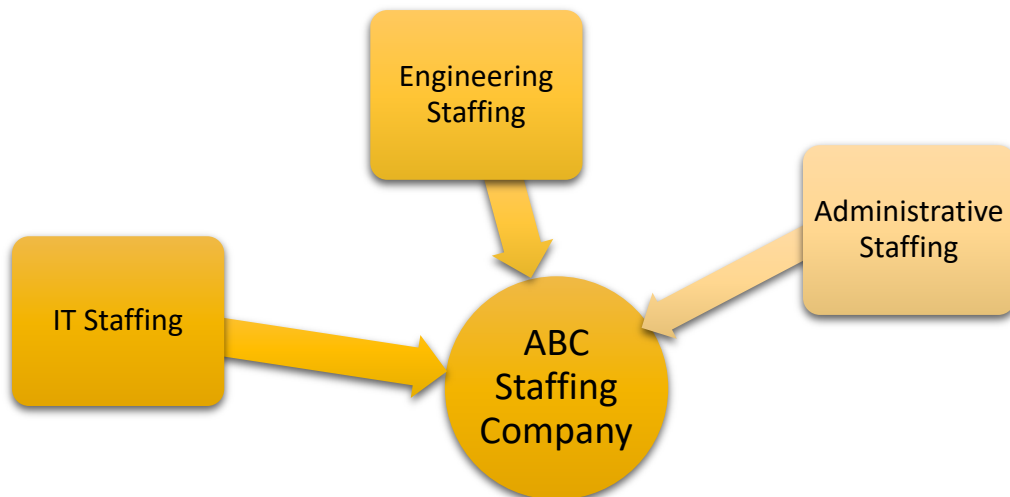 Engineering
Staffing
Administrative
Staffing
IT Staffing
ABC
Staffing
Company